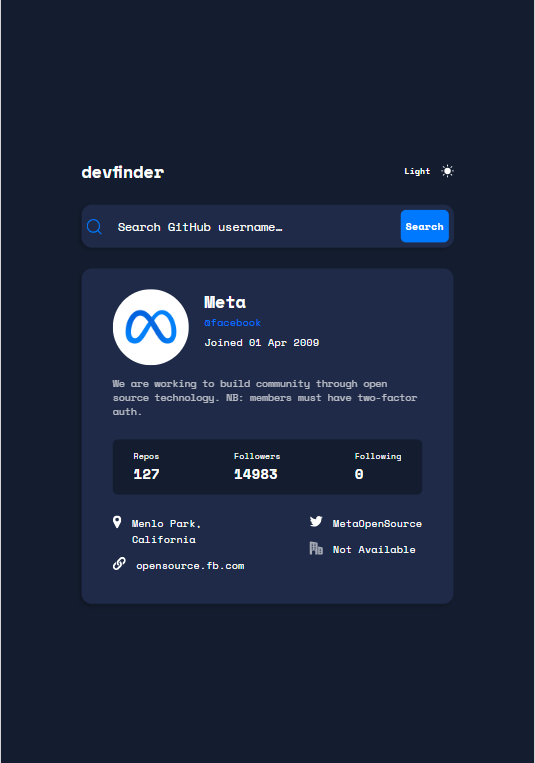 devfinder
Light
Search GitHub username…
Search
Meta
@facebook
Joined 01 Apr 2009
We are working to build community through open
source technology. NB: members must have two-factor
auth.
Repos Followers Following
127 14983 0
Menlo Park,
California
opensource.fb.com
MetaOpenSource
Not Available